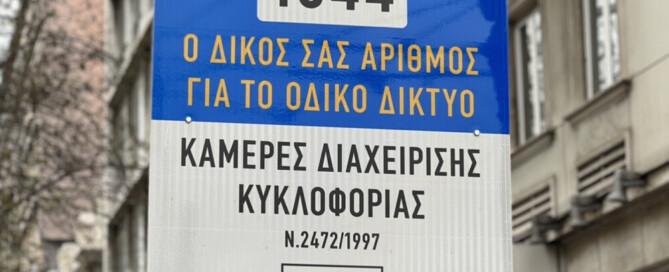 Ο ΔΙΚΟΣ ΣΑΣ ΑΡΙΘΜΟΣ
ΓΙΑ ΤΟ ΟΔΙΚΟ ΔΙΚΤΥΟ
ΚΑΜΕΡΕΣ ΔΙΑΧΕΙΡΙΣΗΣ
ΚΥΚΛΟΦΟΡΙΑΣ
Ν.2472/1997